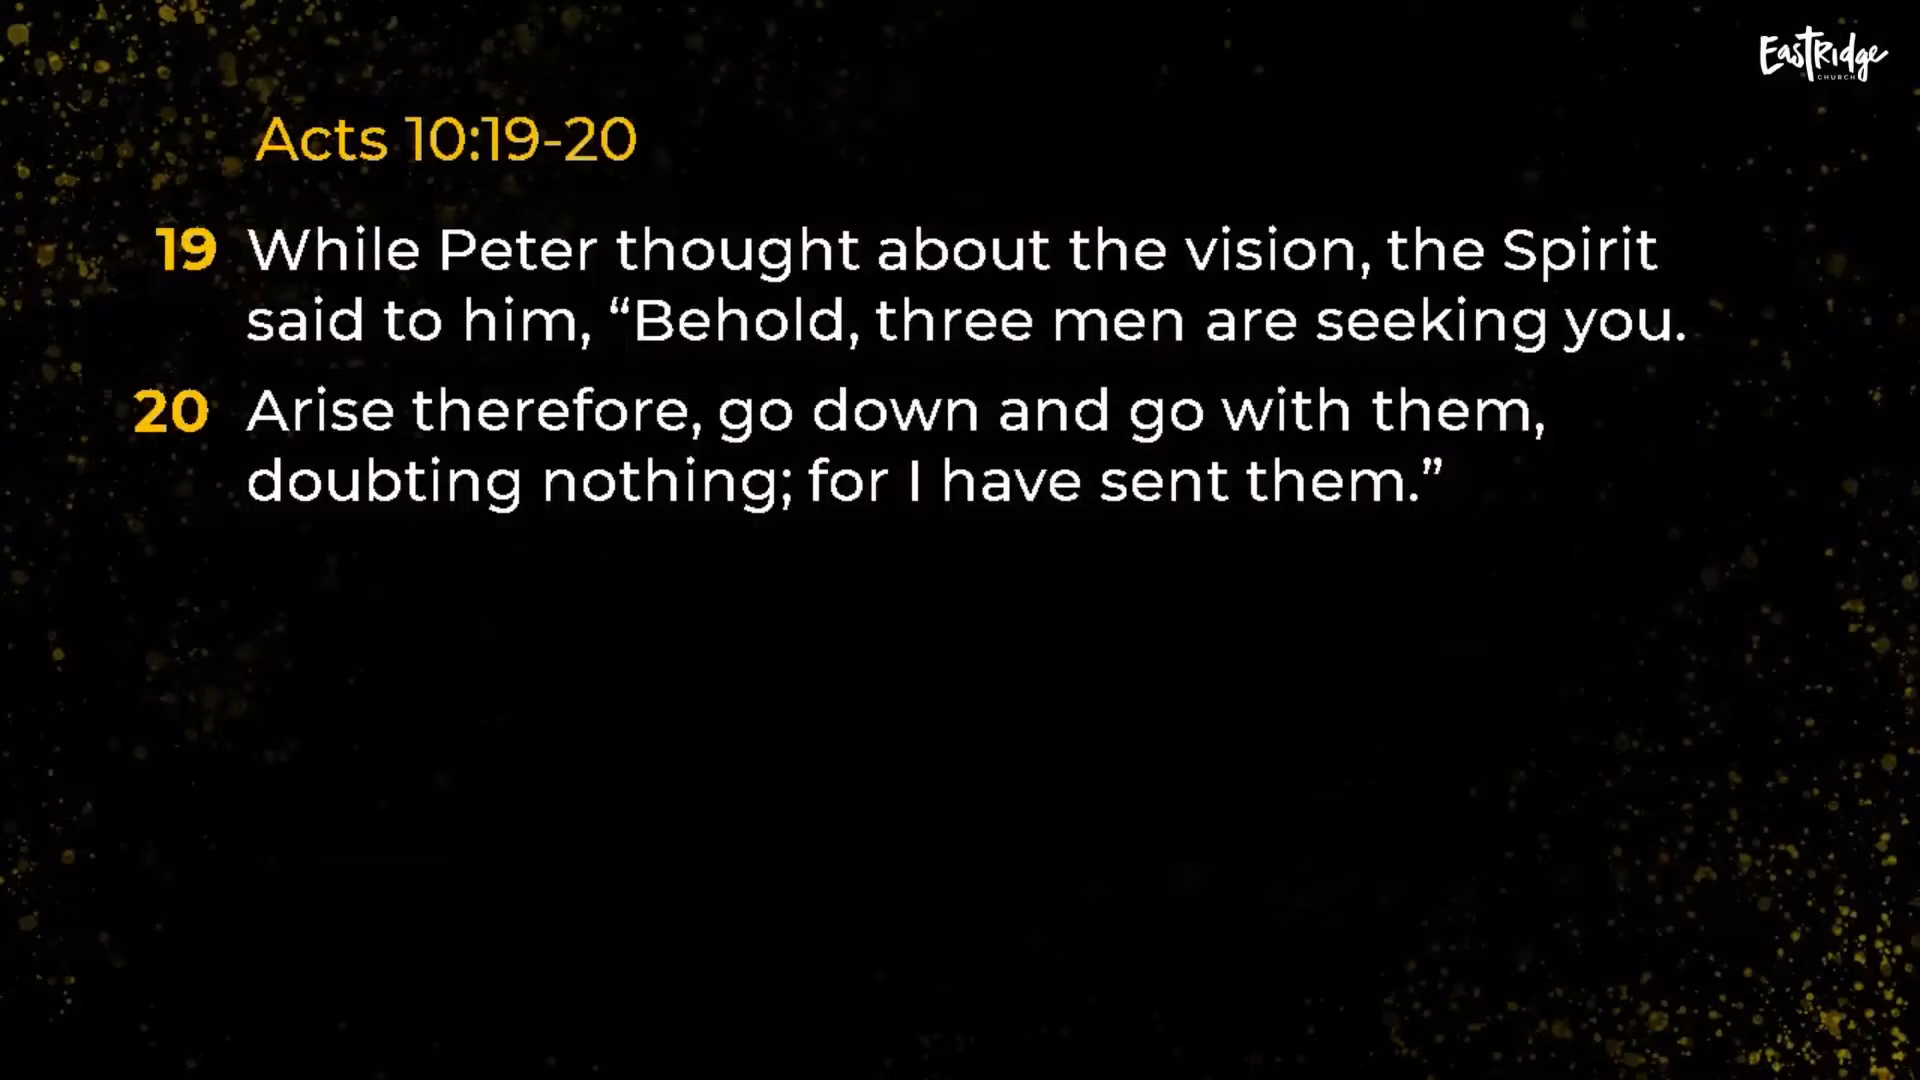 EastRidge
CHURCH
Acts 10:19-20
19 While Peter thought about the vision, the Spirit
said to him, “Behold, three men are seeking you.
20 Arise therefore, go down and go with them,
doubting nothing; for I have sent them.”